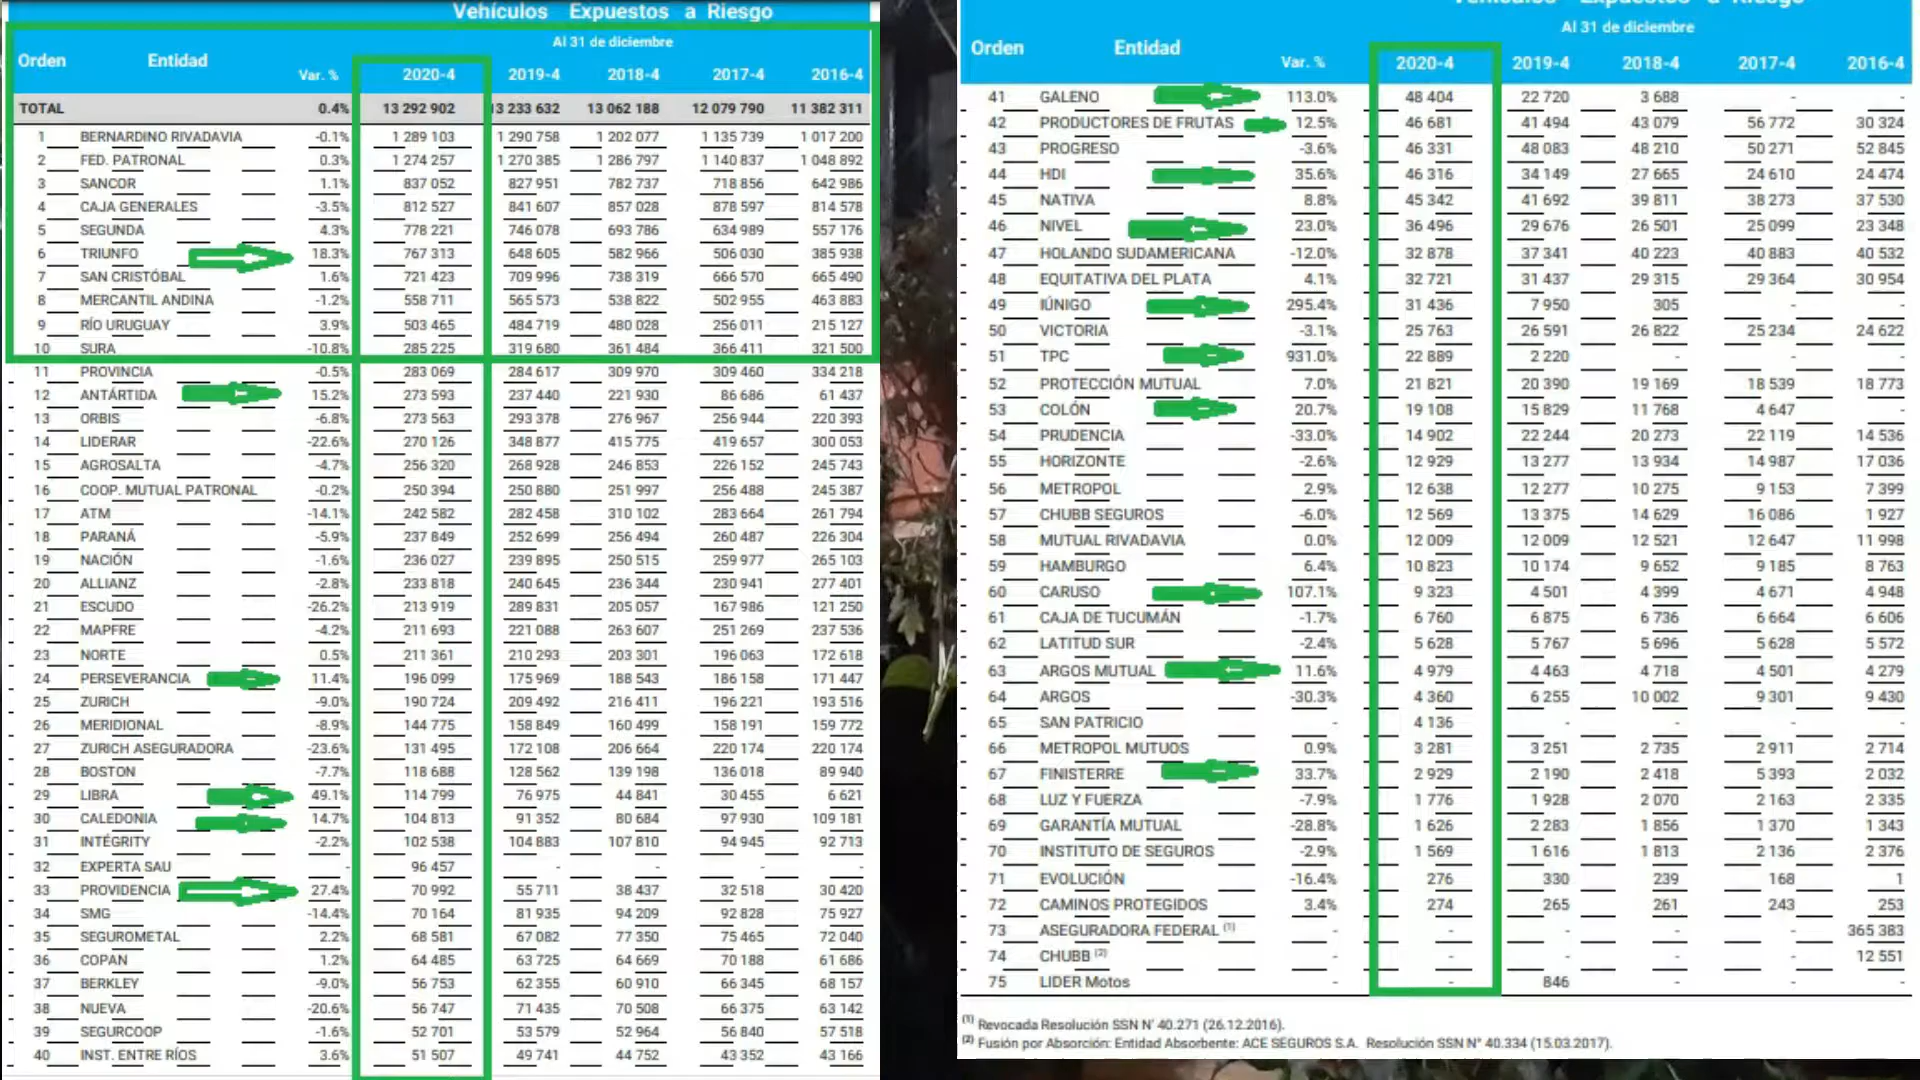 Vehículos Expuestos a Riesgo
Al 31 de diciembre
Orden Entidad Var. % 2020-4 2019-4 2018-4 2017-4 2016-4
TOTAL 0.4% 13 292 902 13 233 632 13 062 188 12 079 790 11 382 311
1 BERNARDINO RIVADAVIA -0.1% 1 289 103 1 290 758 1 202 077 1 135 739 1 017 200
2 FED. PATRONAL 0.3% 1 274 257 1 270 385 1 286 797 1 140 837 1 048 892
3 SANCOR 1.1% 837 052 827 951 782 737 718 856 642 986
4 CAJA GENERALES -3.5% 812 527 841 607 857 028 878 597 814 578
5 SEGUNDA 4.3% 778 221 746 078 693 786 634 989 557 176
6 TRIUNFO 18.3% 767 313 648 605 582 966 506 030 385 938
7 SAN CRISTÓBAL 1.6% 721 423 709 996 738 319 666 570 665 490
8 MERCANTIL ANDINA -1.2% 558 711 565 573 538 822 502 955 463 883
9 RÍO URUGUAY 3.9% 503 465 484 719 480 028 256 011 215 127
10 SURA -10.8% 285 225 319 680 361 484 366 411 321 500
11 PROVINCIA -0.5% 283 069 284 617 309 970 309 460 334 218
12 ANTÁRTIDA 15.2% 273 593 237 440 221 930 86 686 61 437
13 ORBIS -6.8% 273 563 293 378 276 967 256 944 220 393
14 LIDERAR -22.6% 270 126 348 877 415 775 419 657 300 053
15 AGROSALTA -4.7% 256 320 268 928 246 853 226 152 245 743
16 COOP. MUTUAL PATRONAL -0.2% 250 394 250 880 251 997 256 488 245 387
17 ATM -14.1% 242 582 282 458 310 102 283 664 261 794
18 PARANÁ -5.9% 237 849 252 699 256 494 260 487 226 304
19 NACIÓN -1.6% 236 027 239 895 250 515 259 977 265 103
20 ALLIANZ -2.8% 233 818 240 645 236 344 230 941 277 401
21 ESCUDO -26.2% 213 919 289 831 205 057 167 986 121 250
22 MAPFRE -4.2% 211 693 221 088 263 607 251 269 237 536
23 NORTE 0.5% 211 361 210 293 203 301 196 063 172 618
24 PERSEVERANCIA 11.4% 196 099 175 969 188 543 186 158 171 447
25 ZURICH -9.0% 190 724 209 492 216 411 196 221 193 516
26 MERIDIONAL -8.9% 144 775 158 849 160 499 158 191 159 772
27 ZURICH ASEGURADORA -23.6% 131 495 172 108 206 664 220 174 220 174
28 BOSTON -7.7% 118 688 128 562 139 198 136 018 89 940
29 LIBRA 49.1% 114 799 76 975 44 841 30 455 6 621
30 CALEDONIA 14.7% 104 813 91 352 80 684 97 930 109 181
31 INTÉGRITY -2.2% 102 538 104 883 107 810 94 945 92 713
32 EXPERTA SAU - 96 457 - - - -
33 PROVIDENCIA 27.4% 70 992 55 711 38 437 32 518 30 420
34 SMG -14.4% 70 164 81 935 94 209 92 828 75 927
35 SEGUROMETAL 2.2% 68 581 67 082 77 350 75 465 72 040
36 COPAN 1.2% 64 485 63 725 64 669 70 188 61 686
37 BERKLEY -9.0% 56 753 62 355 60 910 66 345 68 157
38 NUEVA -20.6% 56 747 71 435 70 508 66 375 63 142
39 SEGURCOOP -1.6% 52 701 53 579 52 964 56 840 57 518
40 INST. ENTRE RÍOS 3.6% 51 507 49 741 44 752 43 352 43 166
Vehículos Expuestos a Riesgo
Al 31 de diciembre
Orden Entidad Var. % 2020-4 2019-4 2018-4 2017-4 2016-4
41 GALENO 113.0% 48 404 22 720 3 688 - -
42 PRODUCTORES DE FRUTAS 12.5% 46 681 41 494 43 079 56 772 30 324
43 PROGRESO -3.6% 46 331 48 083 48 210 50 271 52 845
44 HDI 35.6% 46 316 34 149 27 665 24 610 24 474
45 NATIVA 8.8% 45 342 41 692 39 811 38 273 37 530
46 NIVEL 23.0% 36 496 29 676 26 501 25 099 23 348
47 HOLANDO SUDAMERICANA -12.0% 32 878 37 341 40 223 40 883 40 532
48 EQUITATIVA DEL PLATA 4.1% 32 721 31 437 29 315 29 364 30 954
49 IÚNIGO 295.4% 31 436 7 950 305 - -
50 VICTORIA -3.1% 25 763 26 591 26 822 25 234 24 622
51 TPC 931.0% 22 889 2 220 - - -
52 PROTECCIÓN MUTUAL 7.0% 21 821 20 390 19 169 18 539 18 773
53 COLÓN 20.7% 19 108 15 829 11 768 4 647 -
54 PRUDENCIA -33.0% 14 902 22 244 20 273 22 119 14 536
55 HORIZONTE -2.6% 12 929 13 277 13 934 14 987 17 036
56 METROPOL 2.9% 12 638 12 277 10 275 9 153 7 399
57 CHUBB SEGUROS -6.0% 12 569 13 375 14 629 16 086 1 927
58 MUTUAL RIVADAVIA 0.0% 12 009 12 009 12 521 12 647 11 998
59 HAMBURGO 6.4% 10 823 10 174 9 652 9 185 8 763
60 CARUSO 107.1% 9 323 4 501 4 399 4 671 4 948
61 CAJA DE TUCUMÁN -1.7% 6 760 6 875 6 736 6 664 6 606
62 LATITUD SUR -2.4% 5 628 5 767 5 696 5 628 5 572
63 ARGOS MUTUAL 11.6% 4 979 4 463 4 718 4 501 4 279
64 ARGOS -30.3% 4 360 6 255 10 002 9 301 9 430
65 SAN PATRICIO - 4 136 - - - -
66 METROPOL MUTUOS 0.9% 3 281 3 251 2 735 2 911 2 714
67 FINISTERRE 33.7% 2 929 2 190 2 418 5 393 2 032
68 LUZ Y FUERZA -7.9% 1 776 1 928 2 070 2 163 2 335
69 GARANTÍA MUTUAL -28.8% 1 626 2 283 1 856 1 370 1 343
70 INSTITUTO DE SEGUROS -2.9% 1 569 1 616 1 813 2 136 2 376
71 EVOLUCIÓN -16.4% 276 330 239 168 1
72 CAMINOS PROTEGIDOS 3.4% 274 265 261 243 253
73 ASEGURADORA FEDERAL (1) - - - - - 365 383
74 CHUBB (2) - - - - - 12 551
75 LIDER Motos - - 846 - - -
(1) Revocada Resolución SSN N° 40.271 (26.12.2016).
(2) Fusión por Absorción: Entidad Absorbente: ACE SEGUROS S.A. Resolución SSN N° 40.334 (15.03.2017).